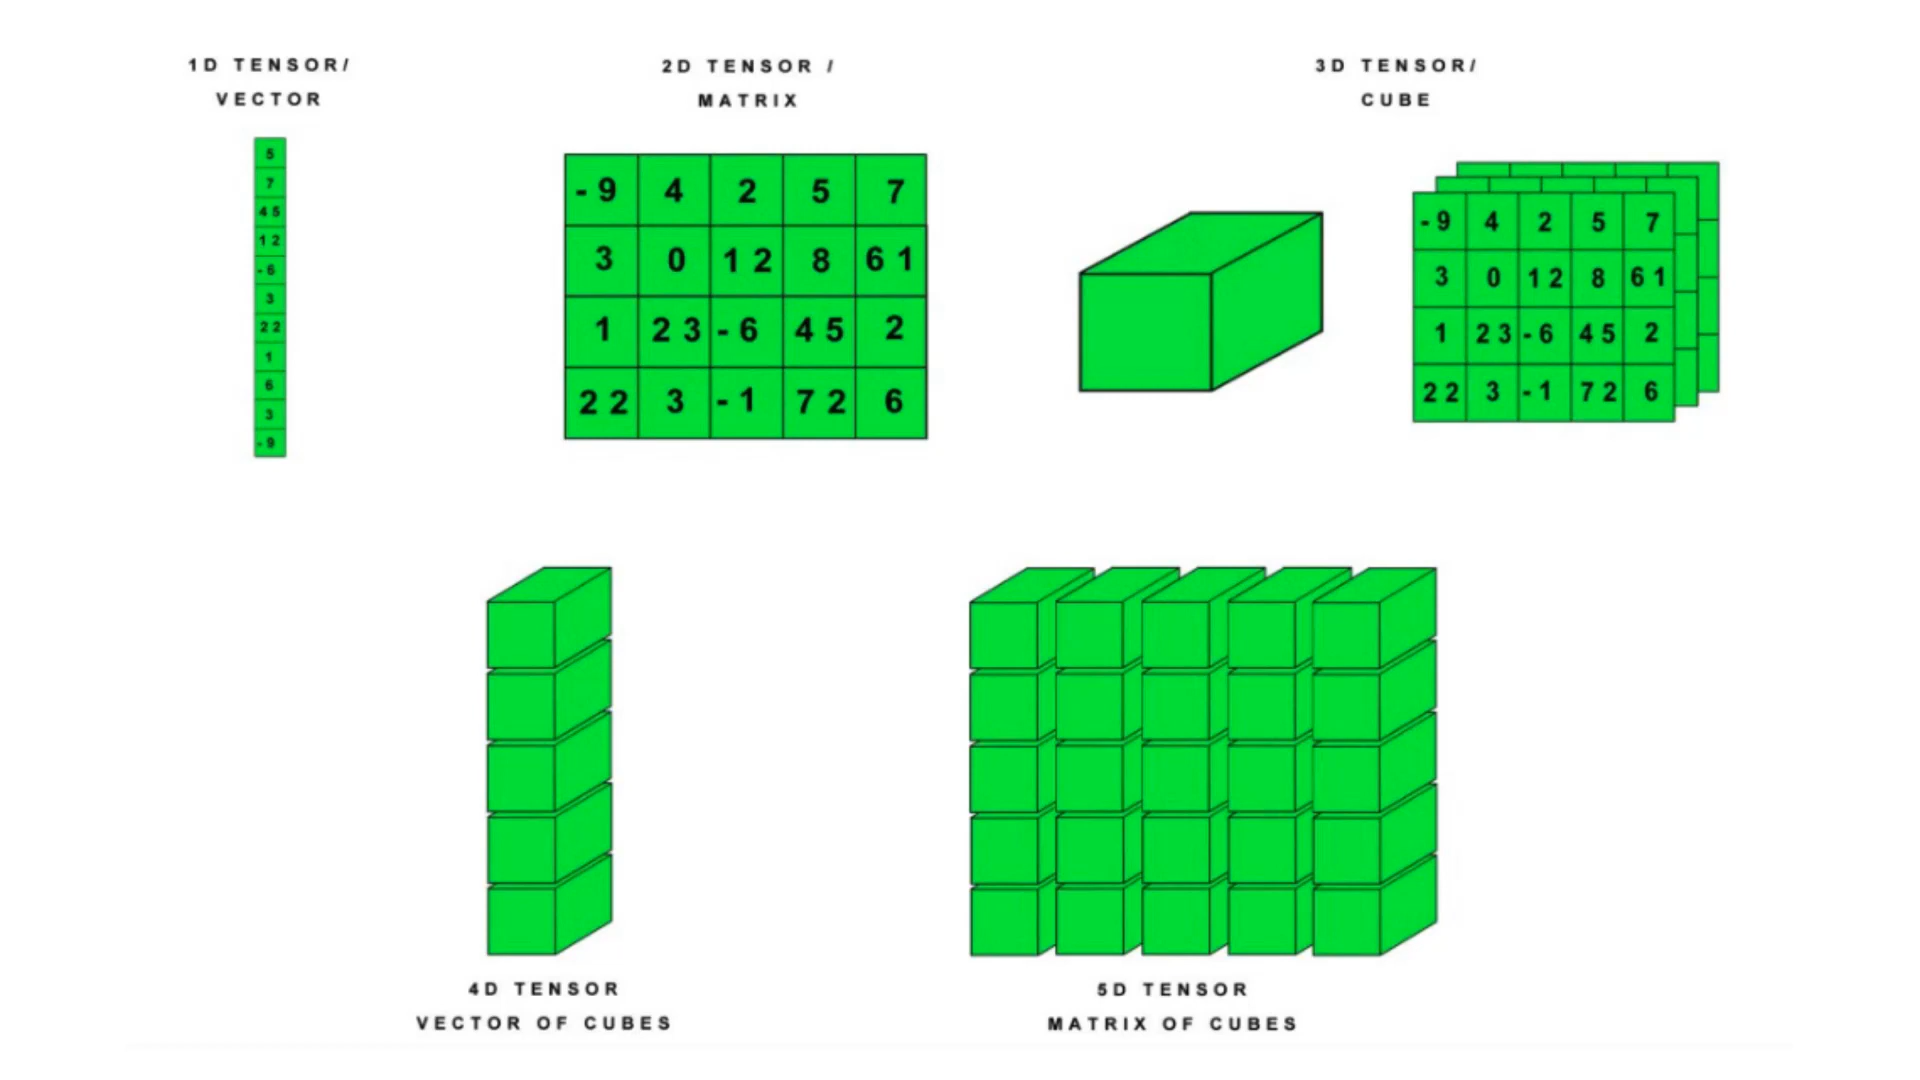 1D TENSOR/
VECTOR
5
7
45
12
-6
3
22
1
6
3
-9
2D TENSOR /
MATRIX
-9 4 2 5 7
3 0 12 8 61
1 23 -6 45 2
22 3 -1 72 6
3D TENSOR/
CUBE
-9 4 2 5 7
3 0 12 8 61
1 23 -6 45 2
22 3 -1 72 6
4D TENSOR
VECTOR OF CUBES
5D TENSOR
MATRIX OF CUBES